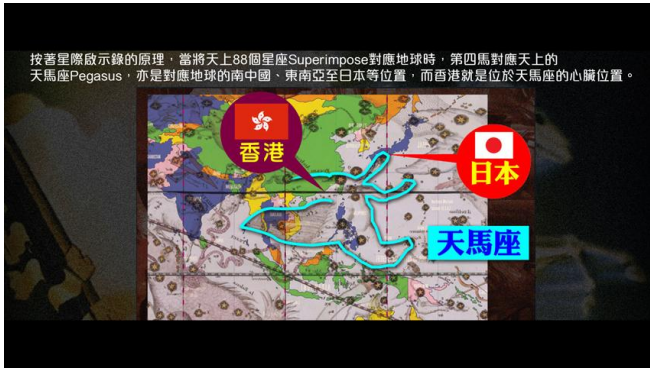 按著星際啟示錄的原理，當將天上88個星座Superimpose對應地球時，第四馬對應天上的
天馬座Pegasus，亦是對應地球的南中國、東南亞至日本等位置，而香港就是位於天馬座的心臟位置。
香港
日本
天馬座